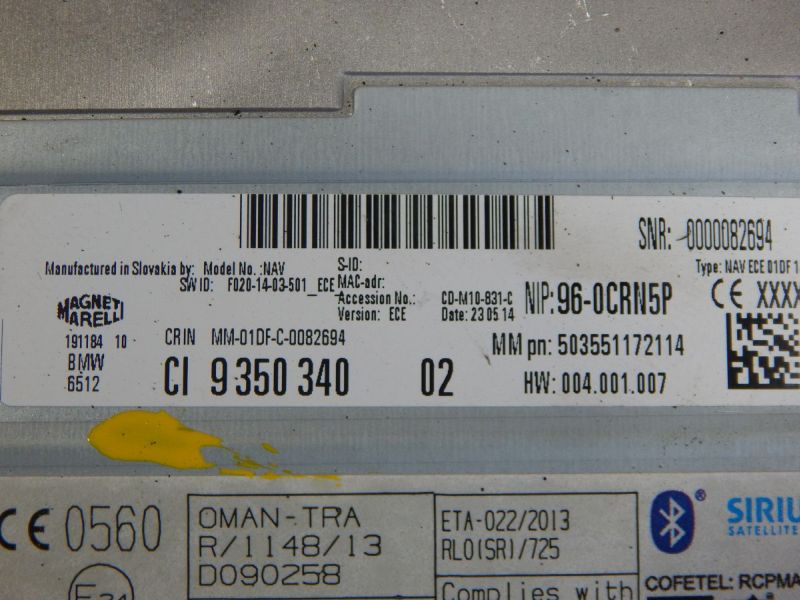 SNR: 0000082694
Manufactured in Slovakia by: Model No.:NAV
S-ID:
Type: NAV ECE 01DF 1
SW ID: F020-14-03-501_ECE
MAC-adr:
Accession No.: CD-M10-831-C
Version: ECE Date: 23 05 14
NIP:96-0CRN5P
CE XXXX
MAGNETI
MARELLI
191184 10
BMW
6512
CRIN MM-01DF-C-0082694
MM pn: 503551172114
CI 9 350 340 02
HW: 004.001.007
CE 0560
OMAN-TRA
R/1148/13
D090258
ETA-022/2013
RLO(SR)/725
Complies with
® SIRIU
SATELLITE
COFETEL: RCPMA
E24